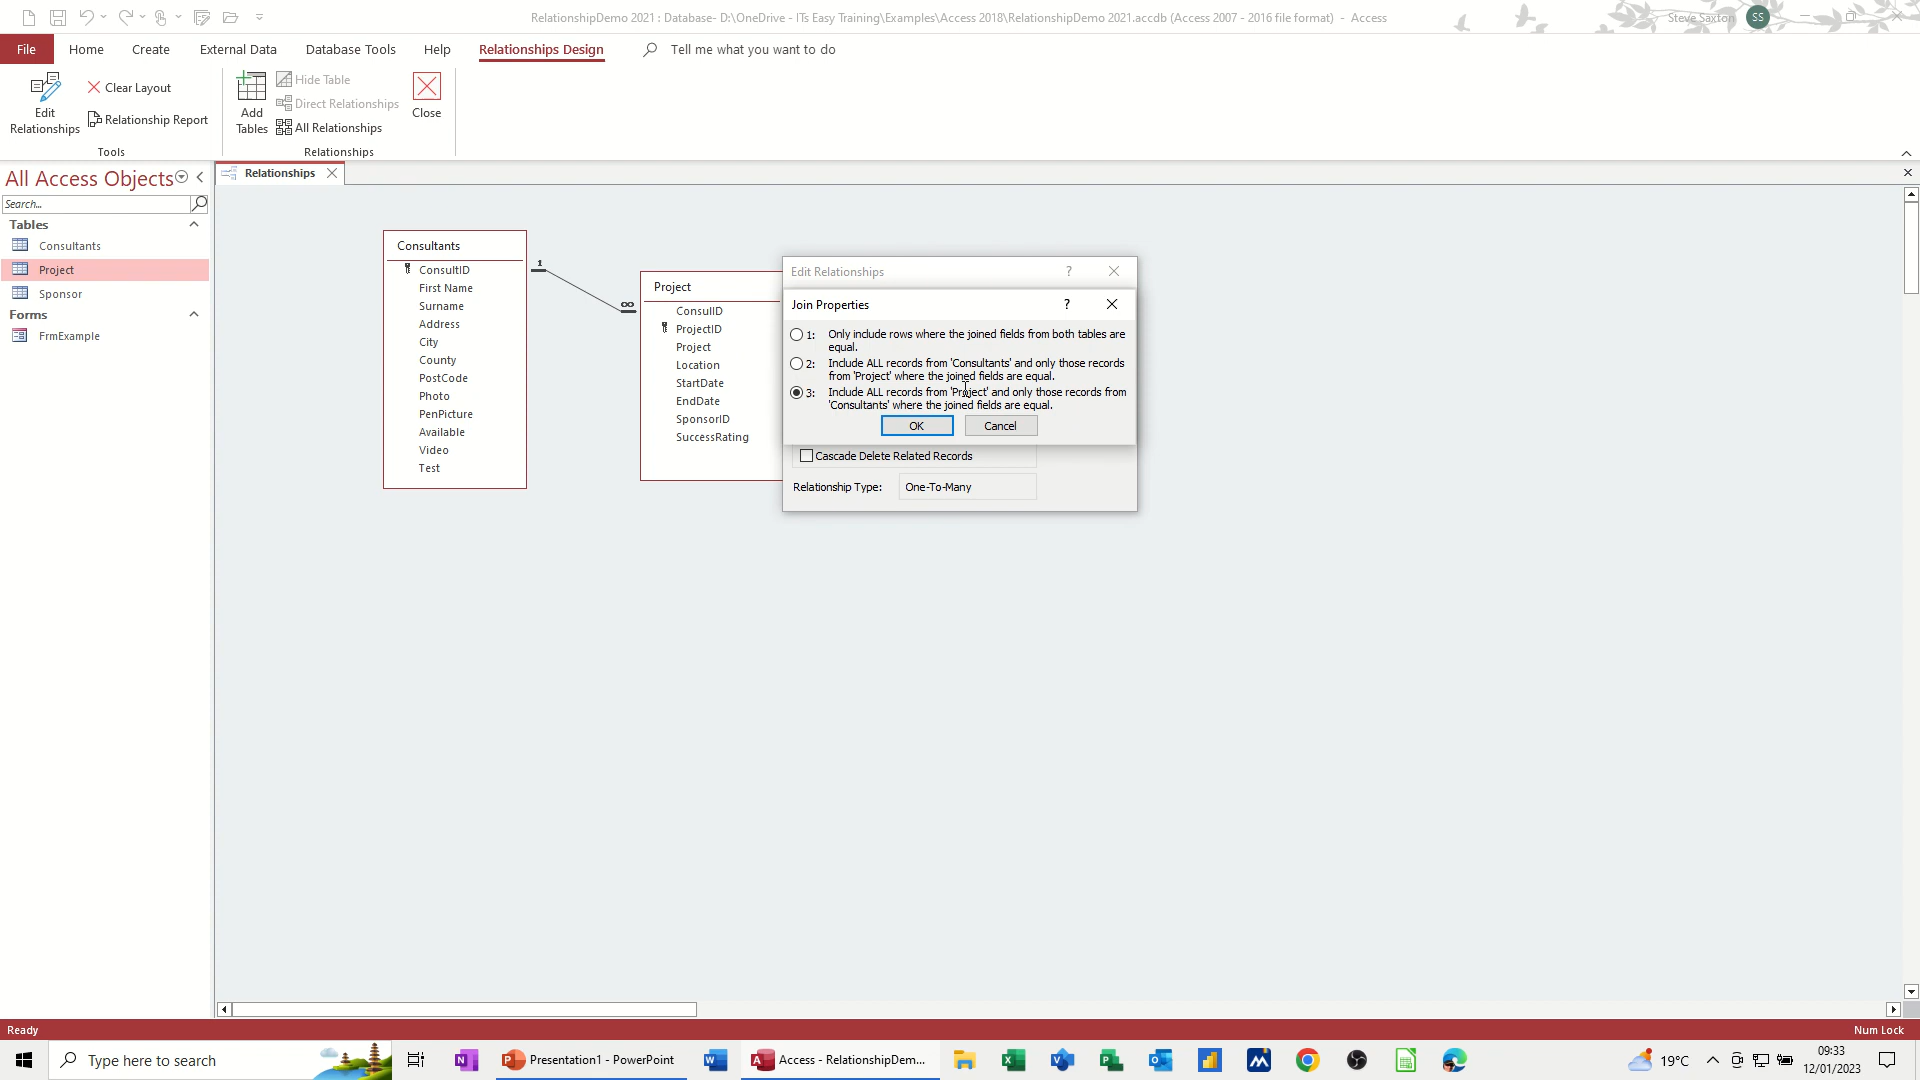 RelationshipDemo 2021 : Database- D:\OneDrive - ITs Easy Training\Examples\Access 2018\RelationshipDemo 2021.accdb (Access 2007 - 2016 file format) - Access
Steve Saxton
SS
File
Home
Create
External Data
Database Tools
Help
Relationships Design
Tell me what you want to do
Edit
Relationships
Clear Layout
Relationship Report
Tools
Add
Tables
Hide Table
Direct Relationships
All Relationships
Close
Relationships
All Access Objects
Search...
Tables
Consultants
Project
Sponsor
Forms
FrmExample
Relationships
Consultants
ConsultID
First Name
Surname
Address
City
County
PostCode
Photo
PenPicture
Available
Video
Test
1
∞
Project
ConsulID
ProjectID
Project
Location
StartDate
EndDate
SponsorID
SuccessRating
Edit Relationships
?
Join Properties
?
1: Only include rows where the joined fields from both tables are
equal.
2: Include ALL records from 'Consultants' and only those records
from 'Project' where the joined fields are equal.
3: Include ALL records from 'Project' and only those records from
'Consultants' where the joined fields are equal.
OK
Cancel
Cascade Delete Related Records
Relationship Type:
One-To-Many
Ready
Num Lock
Type here to search
Presentation1 - PowerPoint
Access - RelationshipDem...
19°C
09:33
12/01/2023